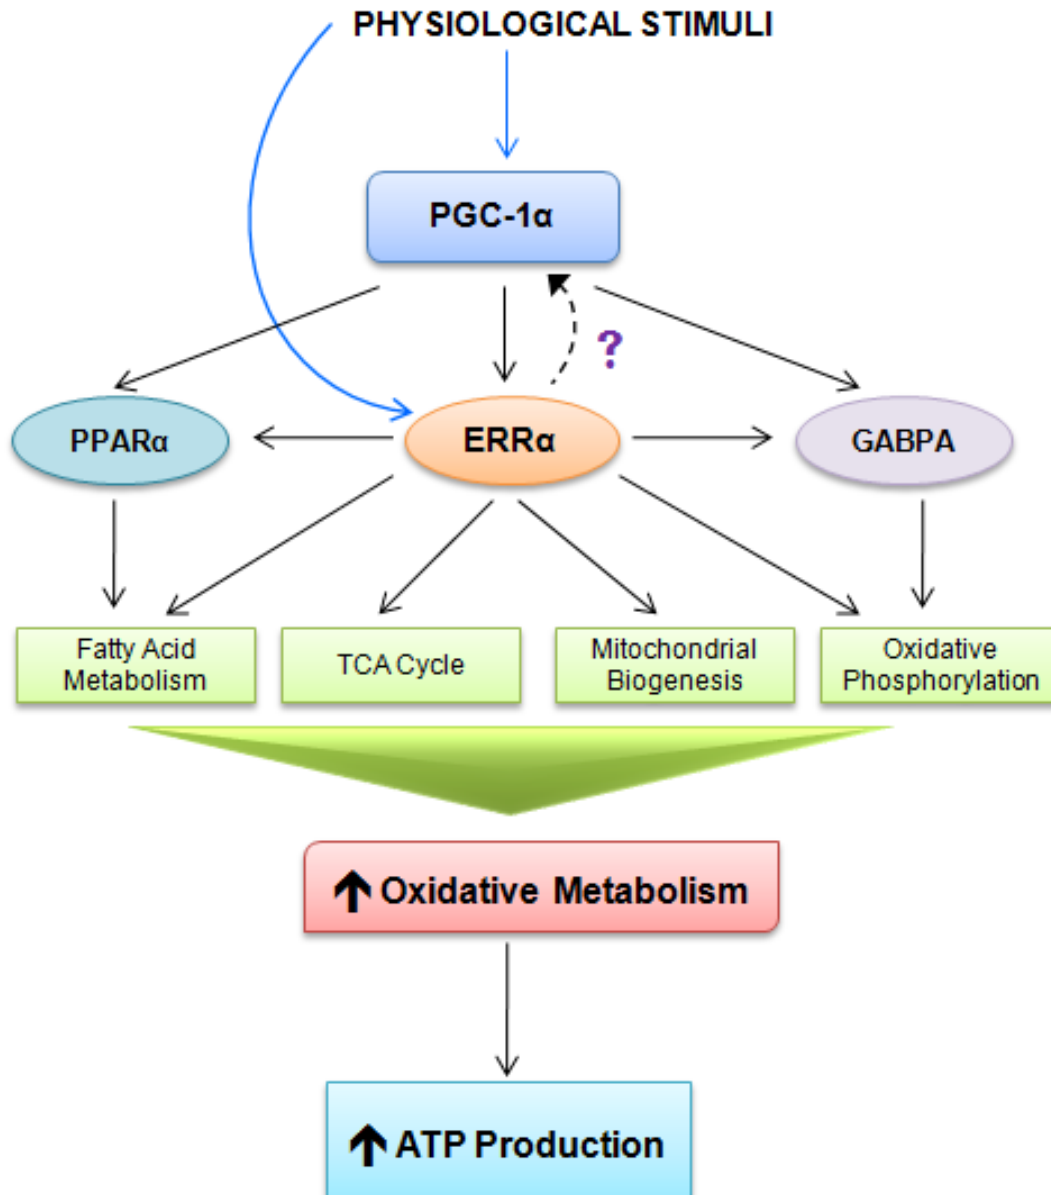 PHYSIOLOGICAL STIMULI
PGC-1α
?
PPARα
ERRα
GABPA
Fatty Acid
Metabolism
TCA Cycle
Mitochondrial
Biogenesis
Oxidative
Phosphorylation
↑ Oxidative Metabolism
↑ ATP Production